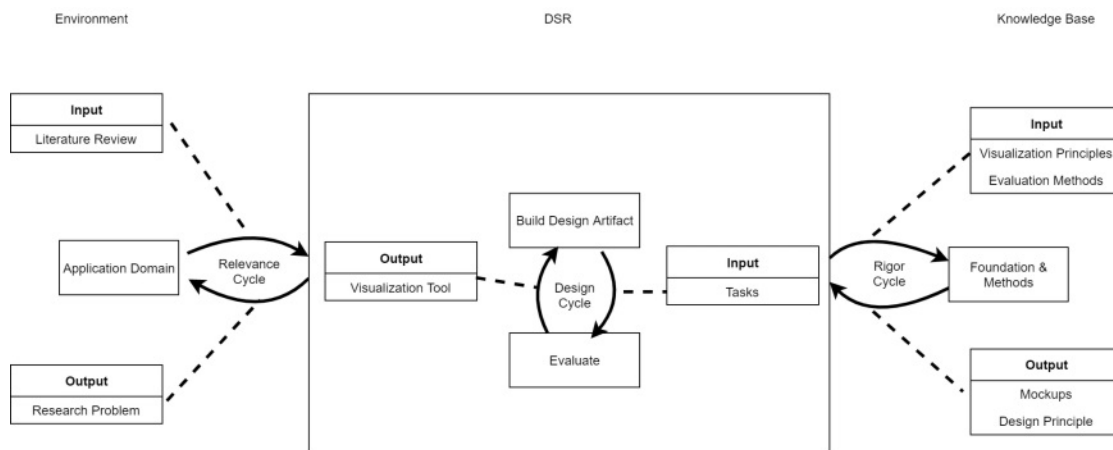 Environment
DSR
Knowledge Base
Input
Literature Review
Application Domain
Relevance
Cycle
Output
Research Problem
Output
Visualization Tool
Build Design Artifact
Design
Cycle
Evaluate
Input
Tasks
Input
Visualization Principles
Evaluation Methods
Rigor
Cycle
Foundation &
Methods
Output
Mockups
Design Principle